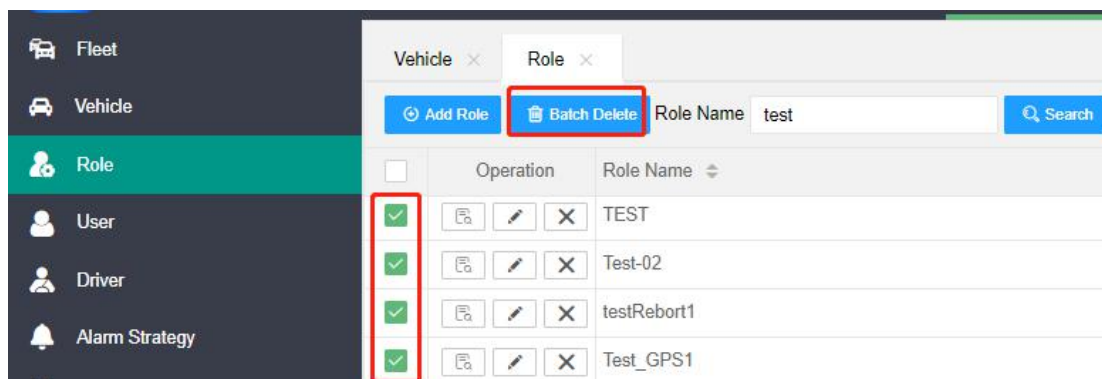 Fleet
Vehicle
Role
User
Driver
Alarm Strategy
Vehicle Role
Add Role Batch Delete Role Name test Search
Operation Role Name
TEST
Test-02
testRebort1
Test_GPS1